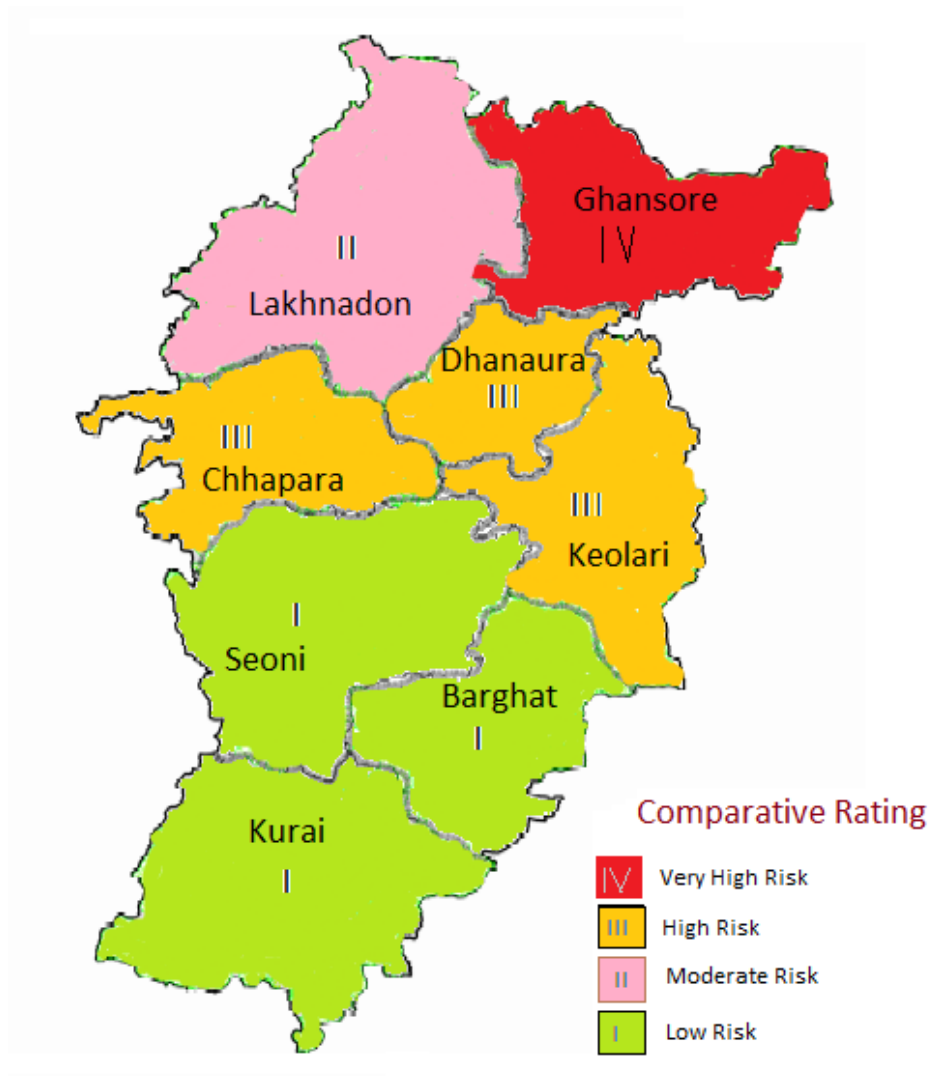 Ghansore
IV
II
Lakhnadon
Dhanaura
III
III
Chhapara
III
Keolari
I
Seoni
Barghat
I
Kurai
I
Comparative Rating
IV Very High Risk
III High Risk
II Moderate Risk
I Low Risk